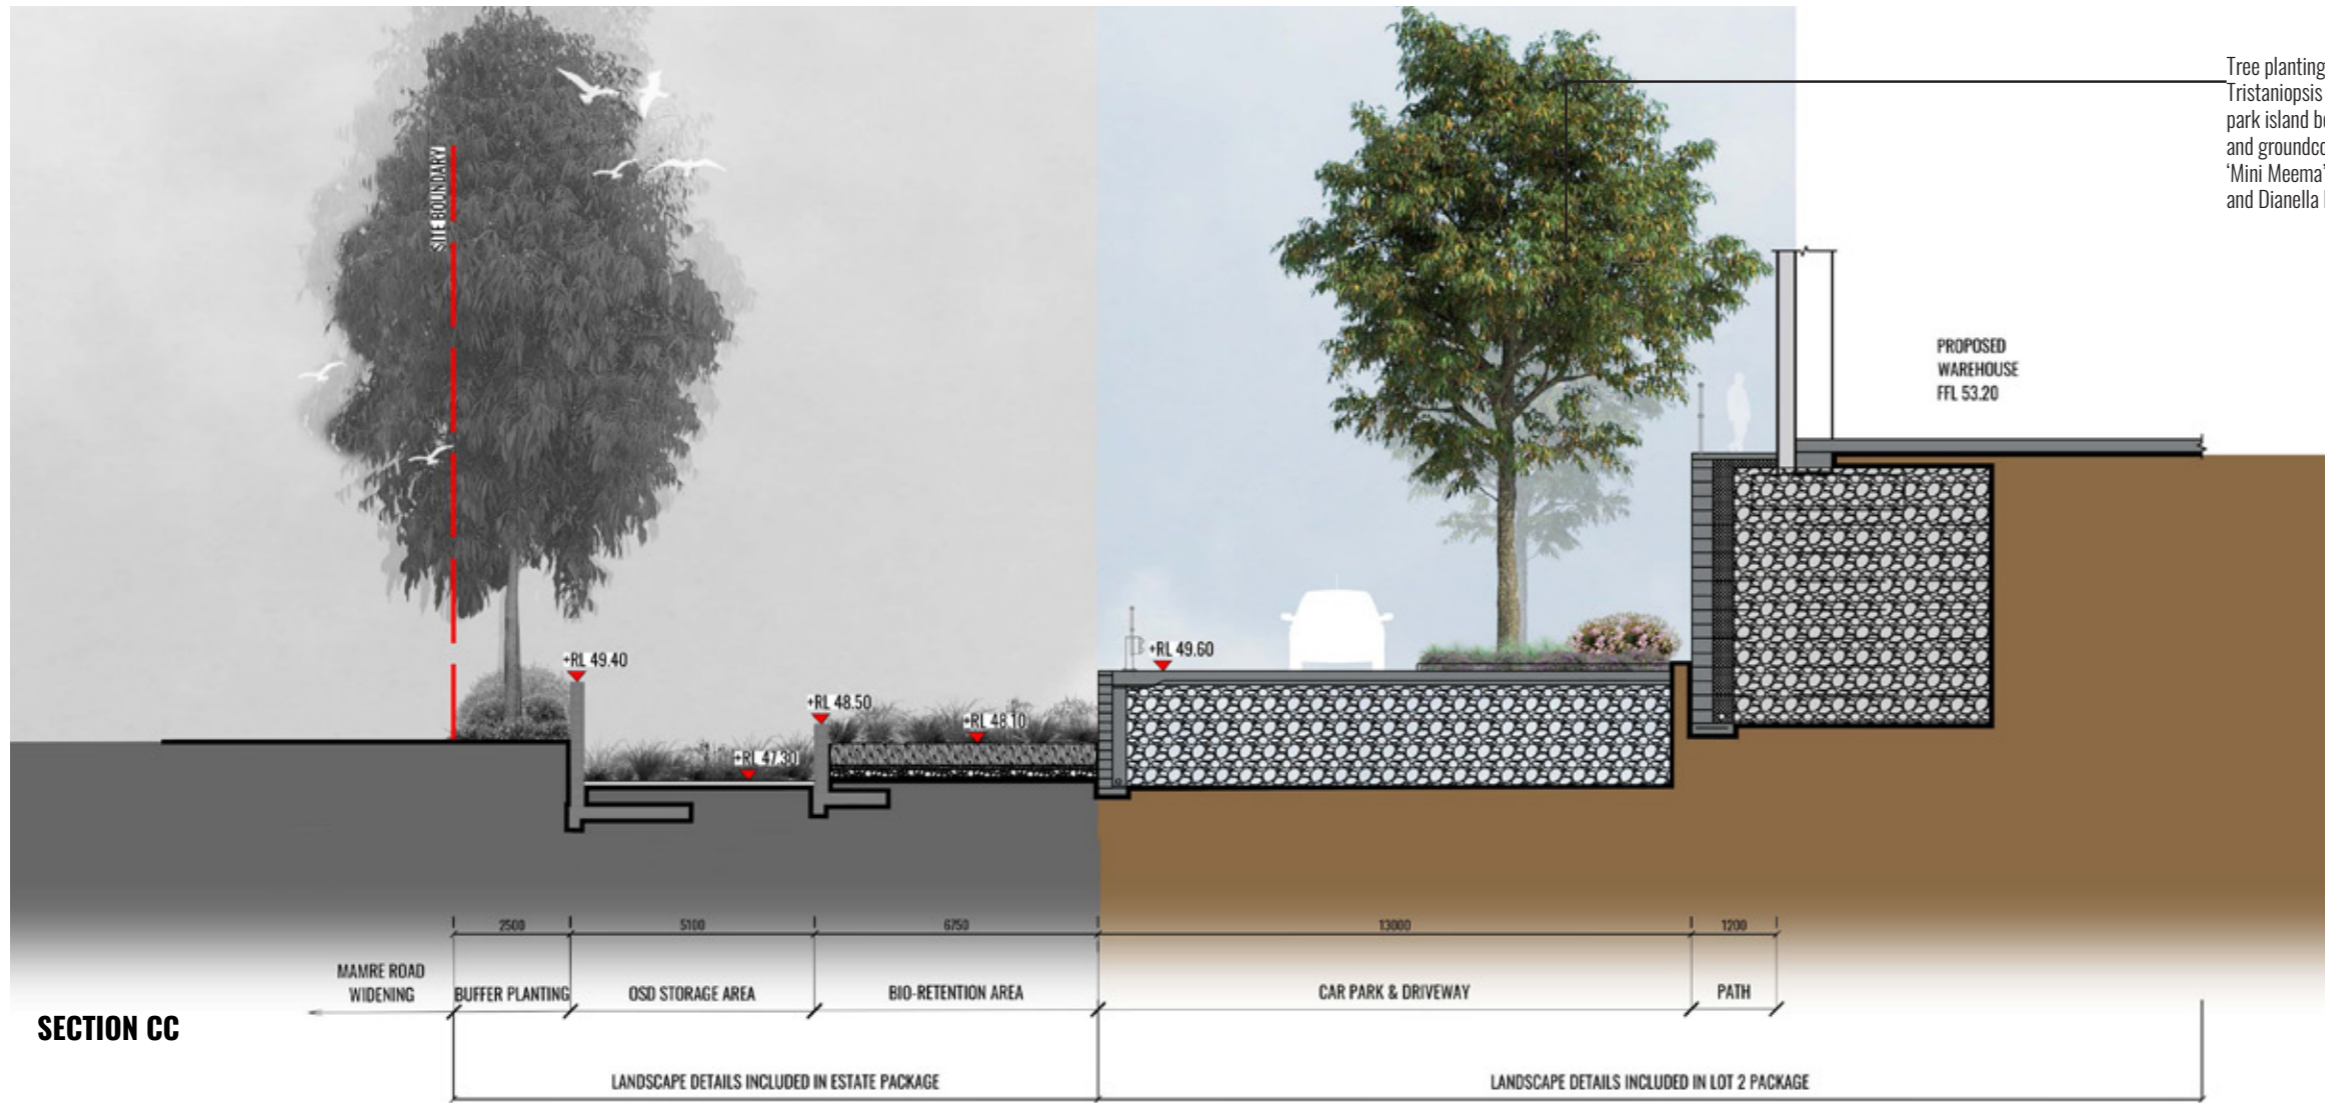 Tree planting
Tristaniopsis
park island b
and groundco
'Mini Meema'
and Dianella
SITE BOUNDARY
PROPOSED
WAREHOUSE
FFL 53.20
+RL 49.40
+RL 49.60
+RL 48.50
+RL 48.10
+RL 47.30
2500
5100
6750
13000
1200
MAMRE ROAD
WIDENING
BUFFER PLANTING
OSD STORAGE AREA
BIO-RETENTION AREA
CAR PARK & DRIVEWAY
PATH
SECTION CC
LANDSCAPE DETAILS INCLUDED IN ESTATE PACKAGE
LANDSCAPE DETAILS INCLUDED IN LOT 2 PACKAGE